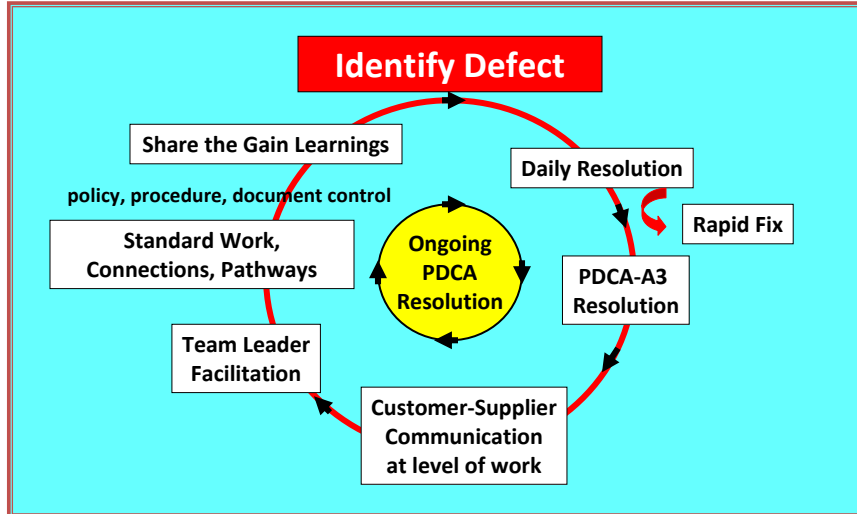 Identify Defect
Share the Gain Learnings
Daily Resolution
policy, procedure, document control
Rapid Fix
Standard Work,
Connections, Pathways
Ongoing
PDCA
Resolution
PDCA-A3
Resolution
Team Leader
Facilitation
Customer-Supplier
Communication
at level of work